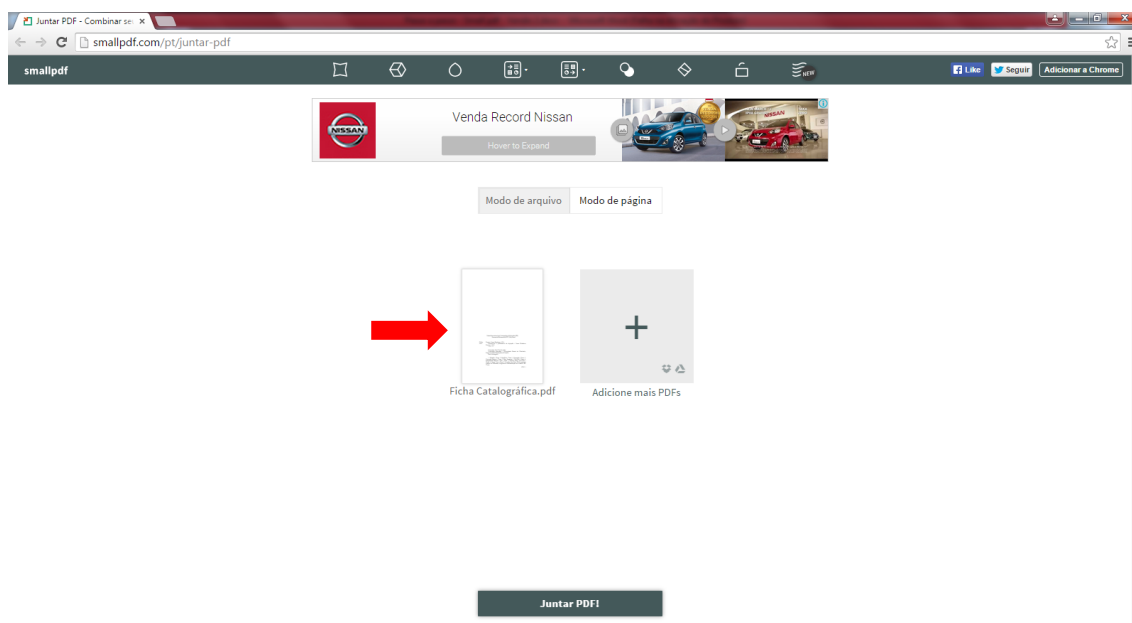 Juntar PDF - Combinar se
smallpdf.com/pt/juntar-pdf
smallpdf
NEW
Like
Seguir
Adicionar a Chrome
NISSAN
Venda Record Nissan
Hover to Expand
NISSAN
Modo de arquivo
Modo de página
Ficha Catalográfica.pdf
Adicione mais PDFs
Juntar PDF!